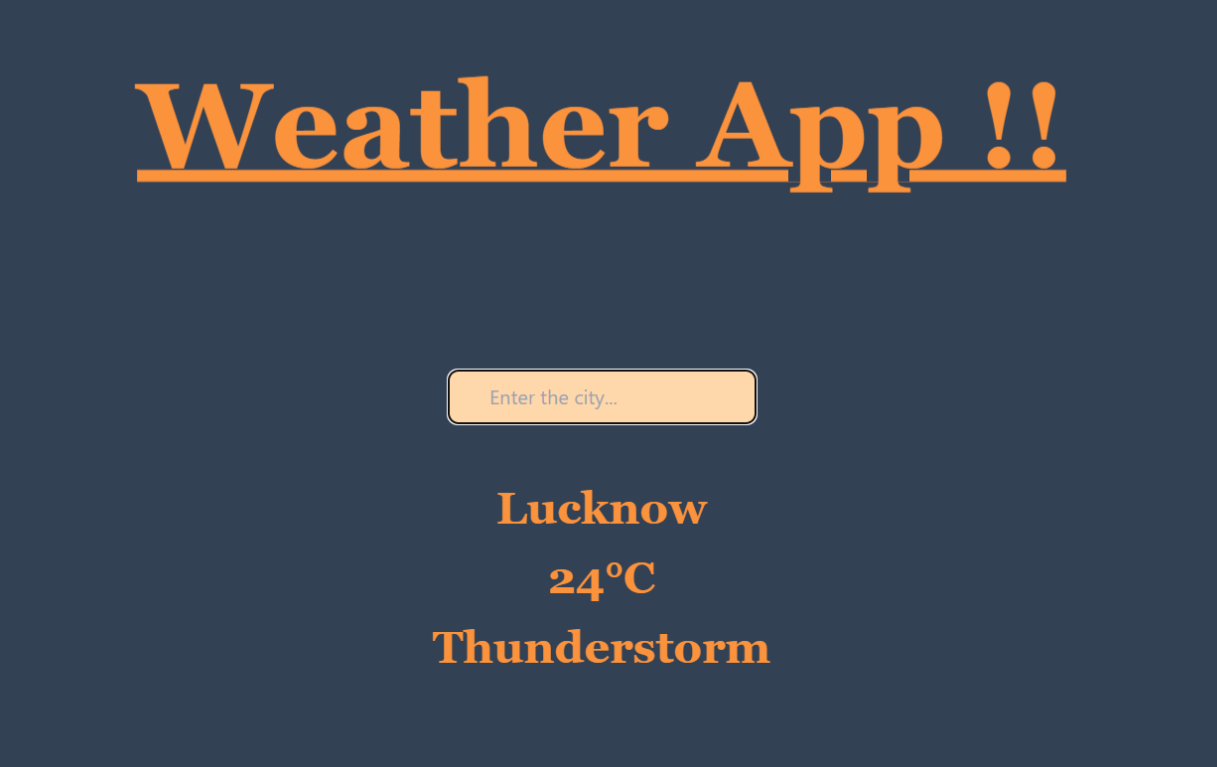 Weather App !!
Enter the city...
Lucknow
24°C
Thunderstorm